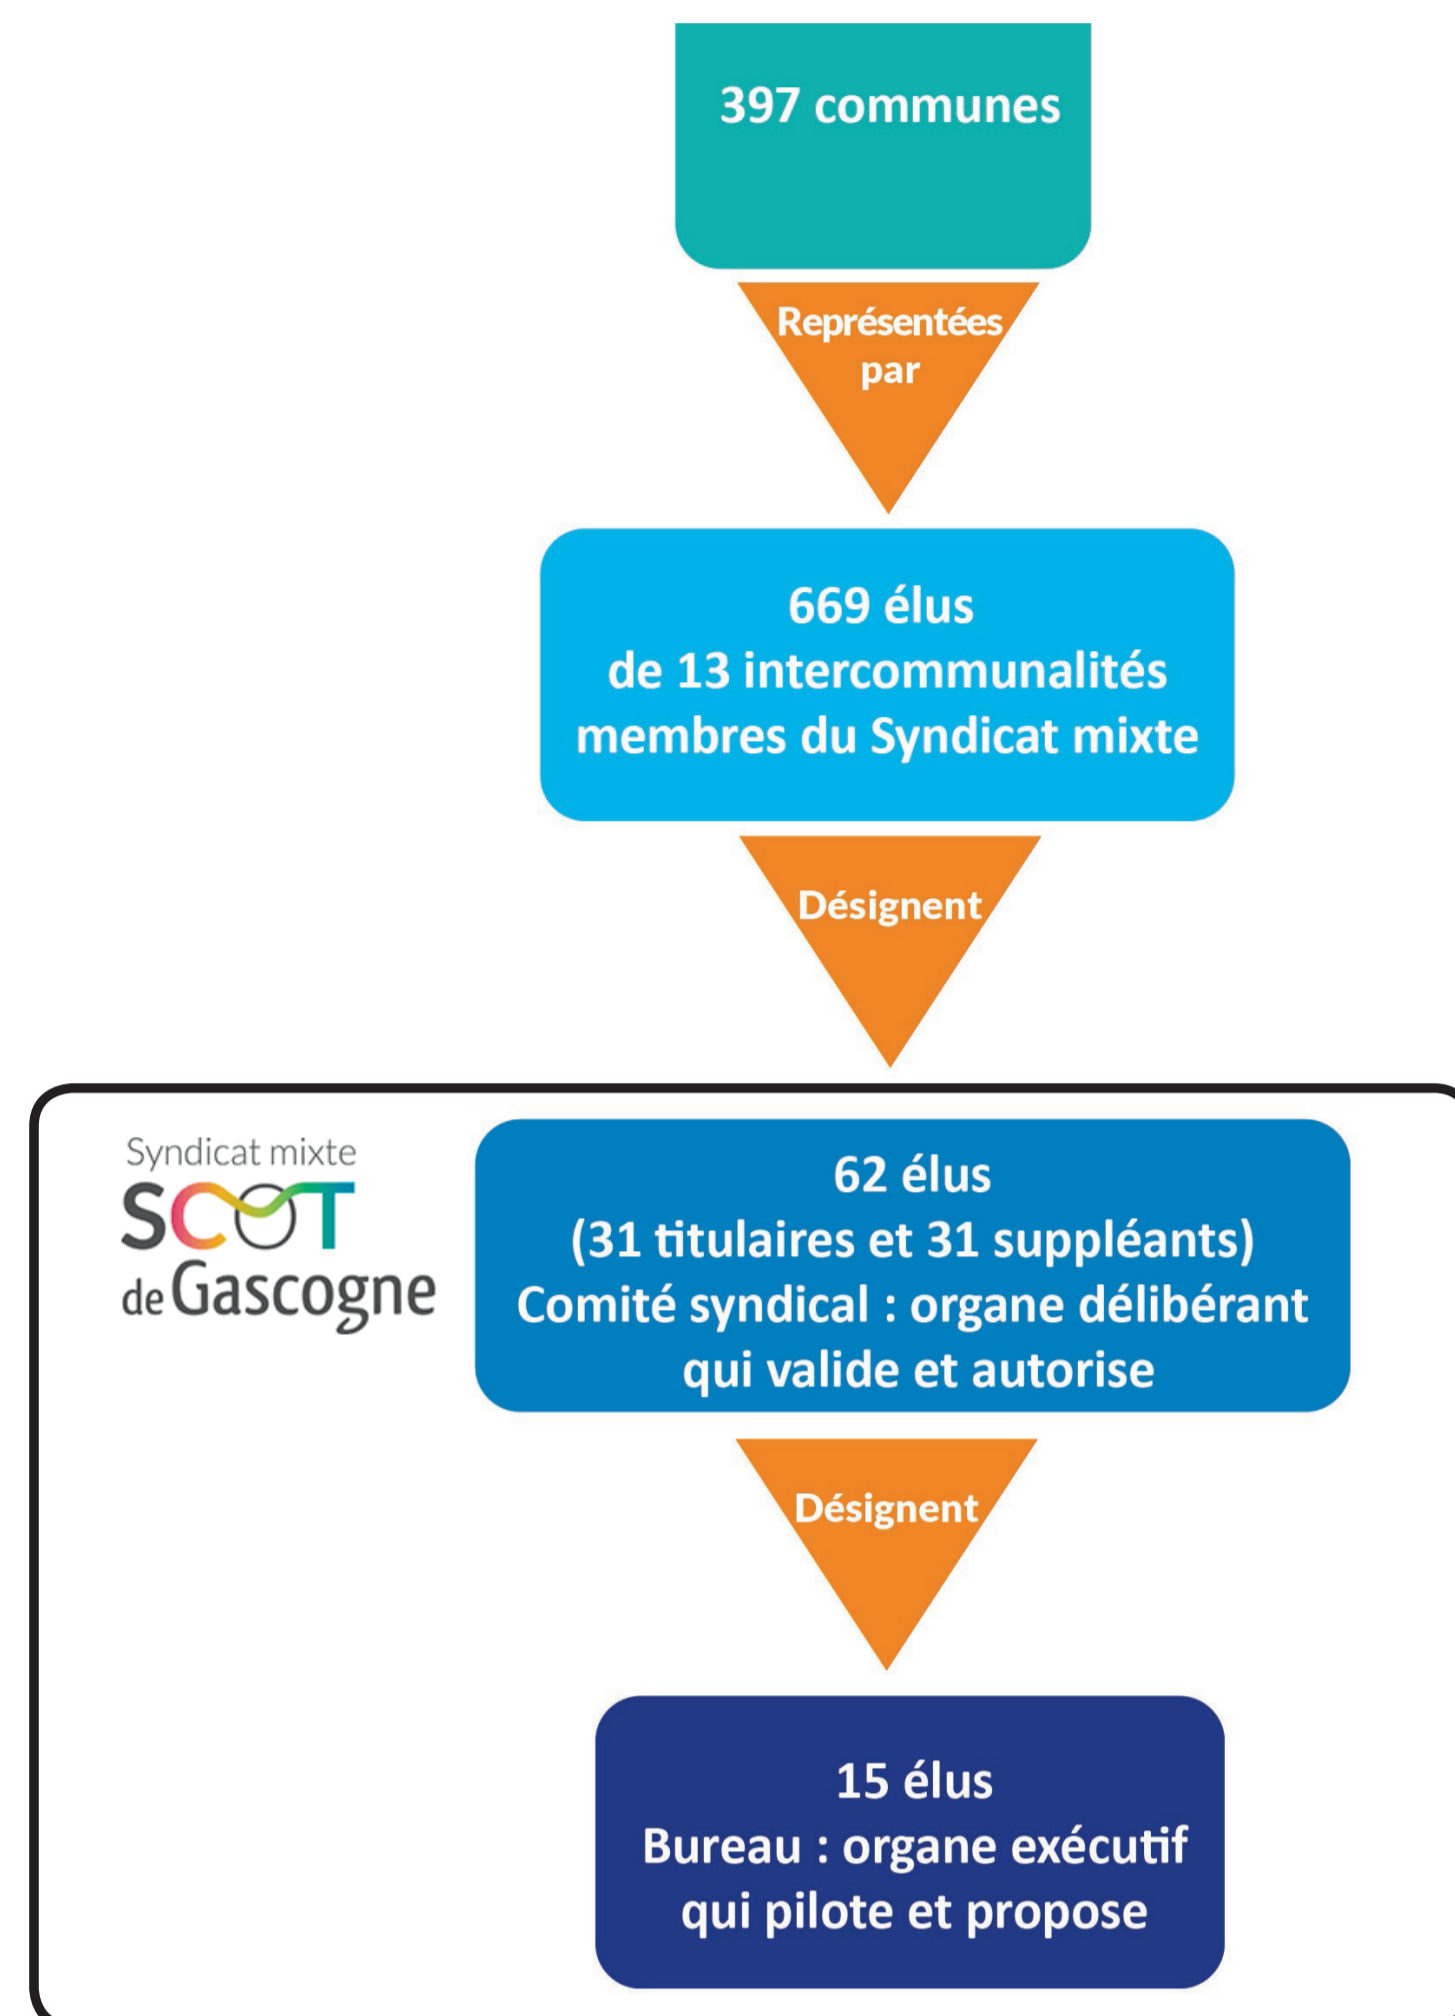 397 communes
Représentées
par
669 élus
de 13 intercommunalités
membres du Syndicat mixte
Désignent
Syndicat mixte
SCOT
de Gascogne
62 élus
(31 titulaires et 31 suppléants)
Comité syndical : organe délibérant
qui valide et autorise
Désignent
15 élus
Bureau : organe exécutif
qui pilote et propose